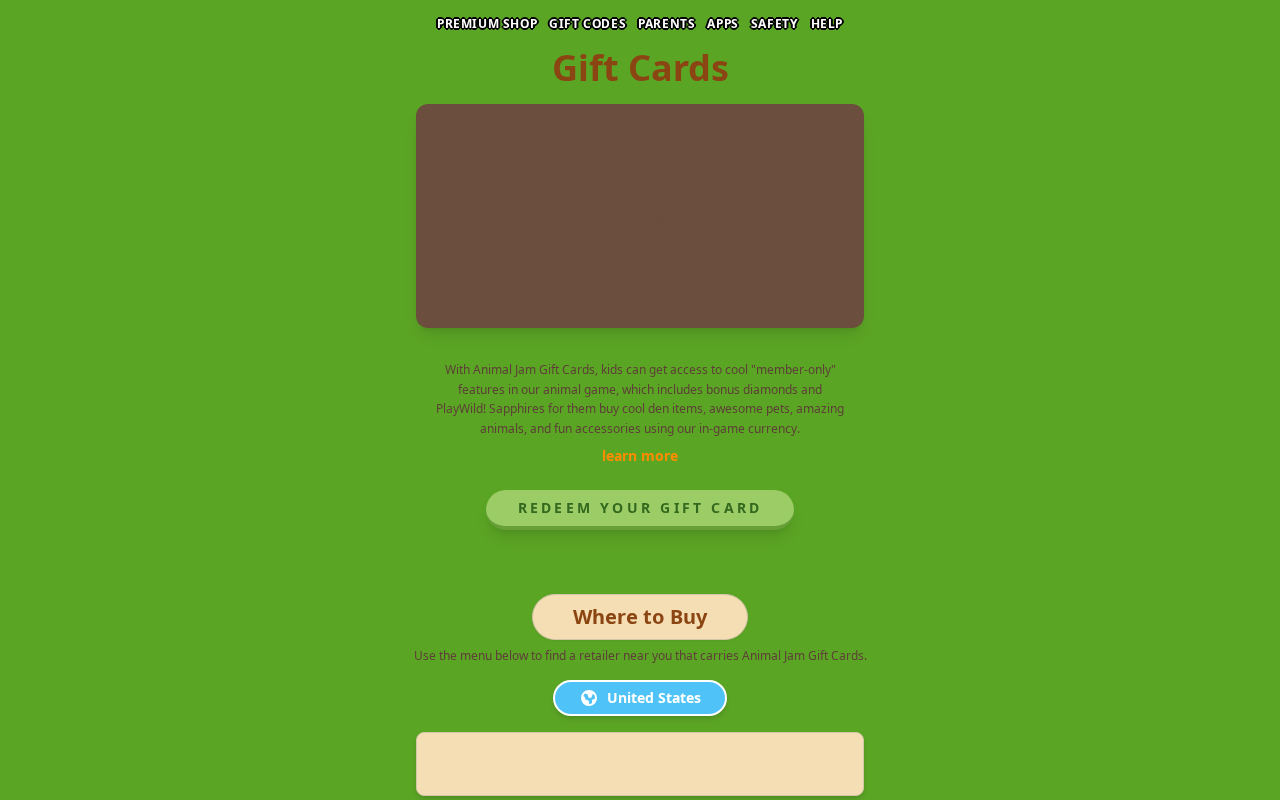 PREMIUM SHOP GIFT CODES PARENTS APPS SAFETY HELP
Gift Cards
With Animal Jam Gift Cards, kids can get access to cool "member-only"
features in our animal game, which includes bonus diamonds and
PlayWild! Sapphires for them buy cool den items, awesome pets, amazing
animals, and fun accessories using our in-game currency.
learn more
REDEEM YOUR GIFT CARD
Where to Buy
Use the menu below to find a retailer near you that carries Animal Jam Gift Cards.
United States